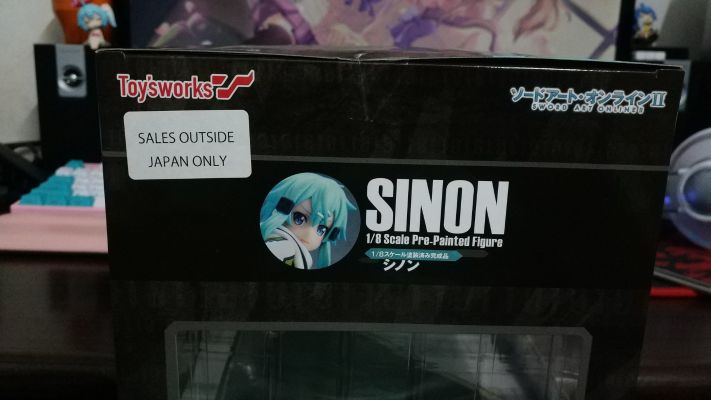 Toy'sworks
ソードアート・オンラインII
SWORD ART ONLINE II
SALES OUTSIDE
JAPAN ONLY
SINON
1/8 Scale Pre-Painted Figure
1/8スケール塗装済み完成品
シノン